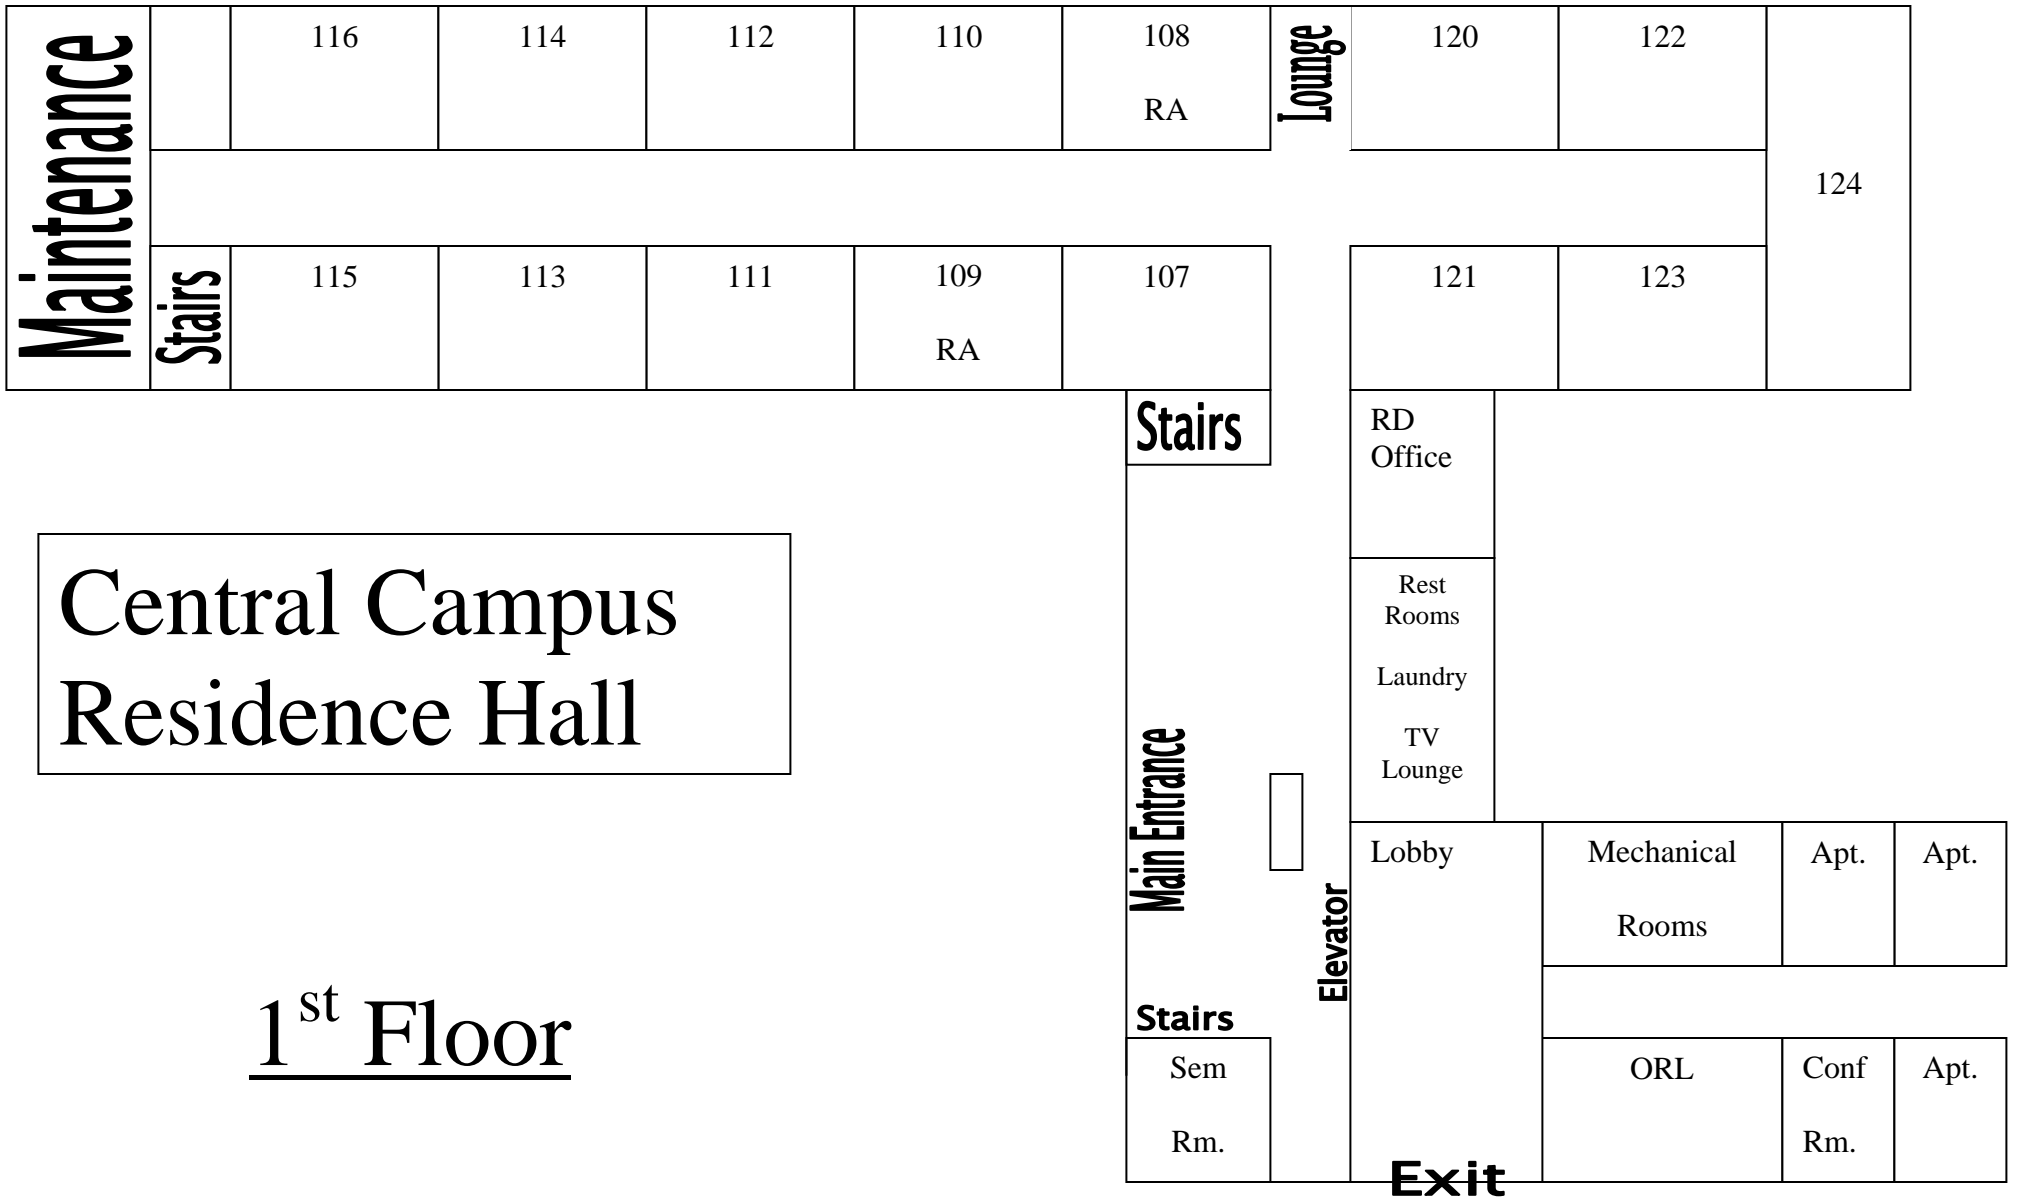 Maintenance
116
114
112
110
108
RA
Lounge
120
122
124
Stairs
115
113
111
109
RA
107
121
123
Stairs
RD
Office
Central Campus
Residence Hall
Rest
Rooms
Laundry
TV
Lounge
Main Entrance
Elevator
Lobby
Mechanical
Rooms
Apt.
Apt.
1st Floor
Stairs
Sem
Rm.
ORL
Conf
Rm.
Apt.
Exit